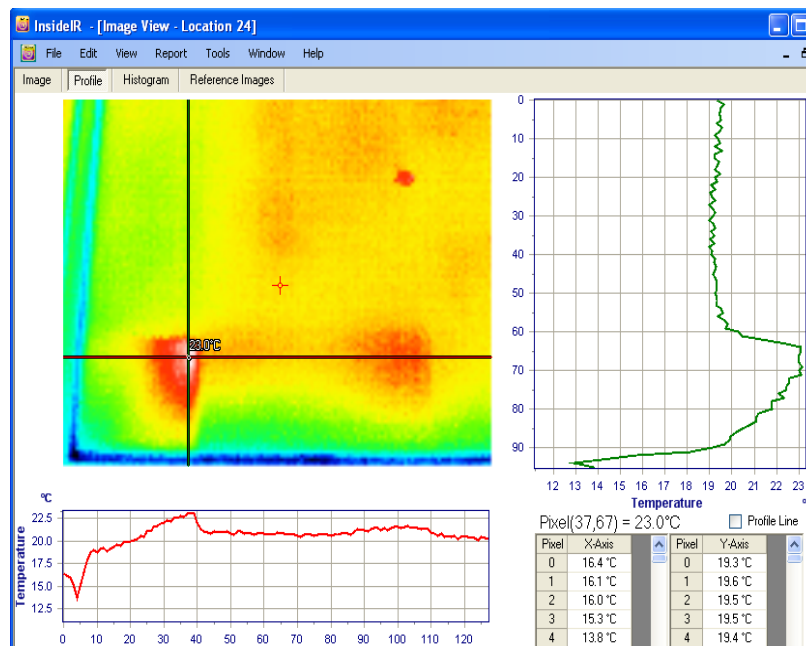 InsideIR - [Image View - Location 24]
File Edit View Report Tools Window Help
Image Profile Histogram Reference Images
23.0°C
0
10
20
30
40
50
60
70
80
90
12 13 14 15 16 17 18 19 20 21 22 23
Temperature
°C
Temperature
22.5
20.0
17.5
15.0
12.5
0 10 20 30 40 50 60 70 80 90 100 110 120
Pixel(37,67) = 23.0°C Profile Line
Pixel X-Axis Pixel Y-Axis
0 16.4 °C 0 19.3 °C
1 16.1 °C 1 19.6 °C
2 16.0 °C 2 19.5 °C
3 15.3 °C 3 19.5 °C
4 13.8 °C 4 19.4 °C